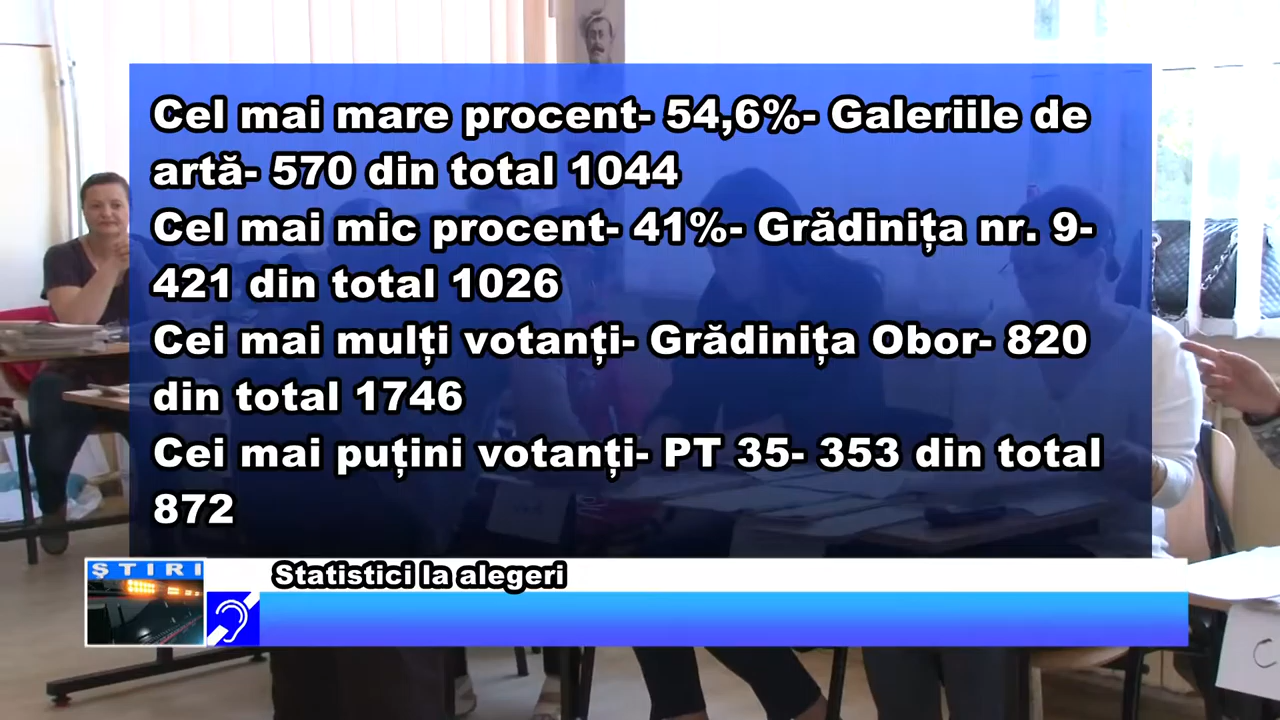 Cel mai mare procent- 54,6%- Galeriile de
artă- 570 din total 1044
Cel mai mic procent- 41%- Grădinița nr. 9-
421 din total 1026
Cei mai mulți votanți- Grădinița Obor- 820
din total 1746
Cei mai puțini votanți- PT 35- 353 din total
872
ȘTIRI
Statistici la alegeri